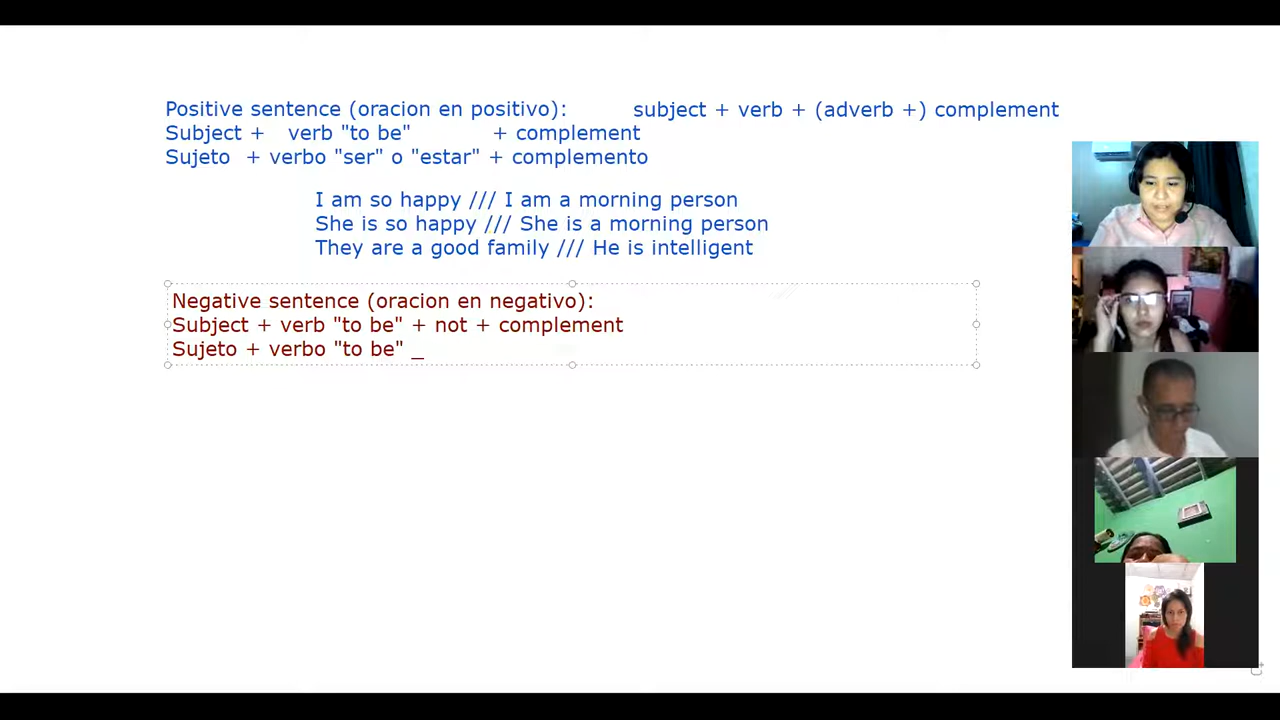 Positive sentence (oracion en positivo): subject + verb + (adverb +) complement
Subject + verb "to be" + complement
Sujeto + verbo "ser" o "estar" + complemento
I am so happy /// I am a morning person
She is so happy /// She is a morning person
They are a good family /// He is intelligent
Negative sentence (oracion en negativo):
Subject + verb "to be" + not + complement
Sujeto + verbo "to be" _